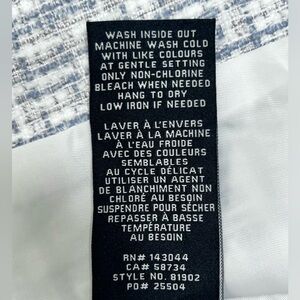 WASH INSIDE OUT
MACHINE WASH COLD
WITH LIKE COLOURS
AT GENTLE SETTING
ONLY NON-CHLORINE
BLEACH WHEN NEEDED
HANG TO DRY
LOW IRON IF NEEDED
LAVER À L'ENVERS
LAVER À LA MACHINE
À L'EAU FROIDE
AVEC DES COULEURS
SEMBLABLES
AU CYCLE DÉLICAT
UTILISER UN AGENT
DE BLANCHIMENT NON
CHLORÉ AU BESOIN
SUSPENDRE POUR SÉCHER
REPASSER À BASSE
TEMPÉRATURE
AU BESOIN
RN# 143044
CA# 58734
STYLE NO. 81902
PO# 25504